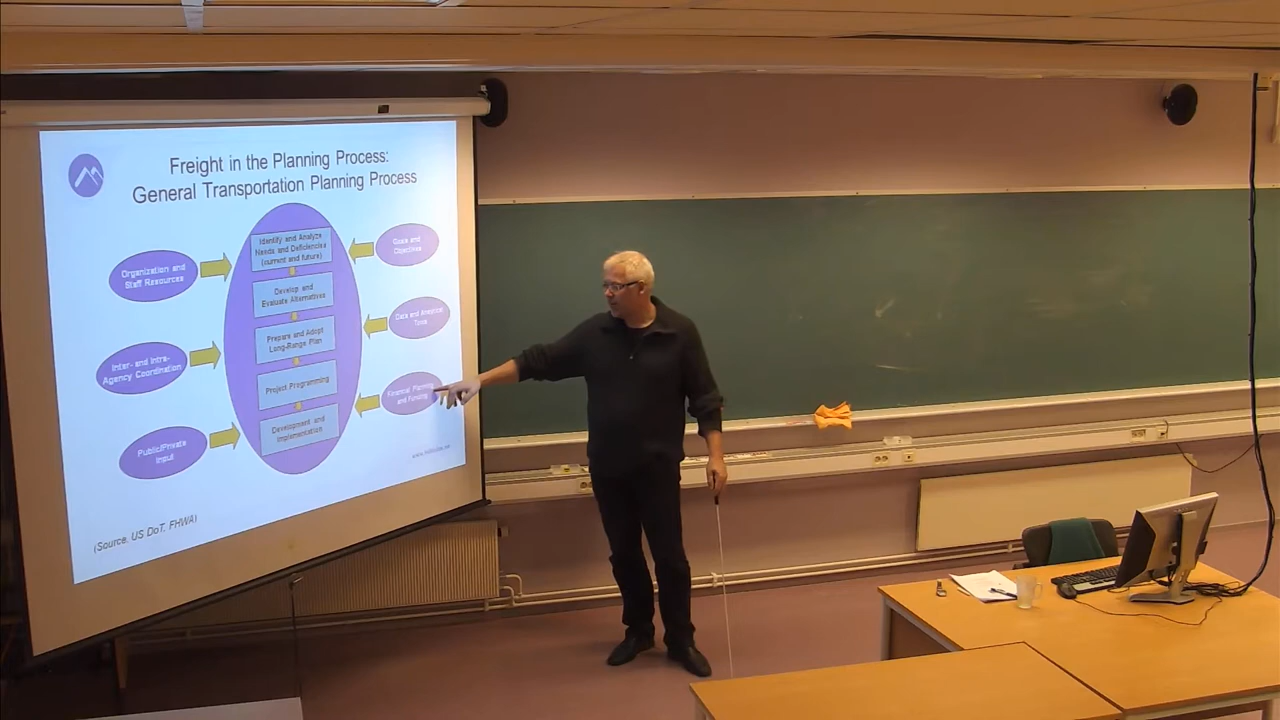 Freight in the Planning Process:
General Transportation Planning Process
Identify and Analyze
Needs and Deficiencies
(current and future)
Goals and
Objectives
Organization and
Staff Resources
Develop and
Evaluate Alternatives
Data and Analytical
Tools
Prepare and Adopt
Long-Range Plan
Inter- and Intra-
Agency Coordination
Project Programming
Financial Planning
and Funding
Development and
Implementation
Public/Private
Input
(Source, US DoT, FHWA)